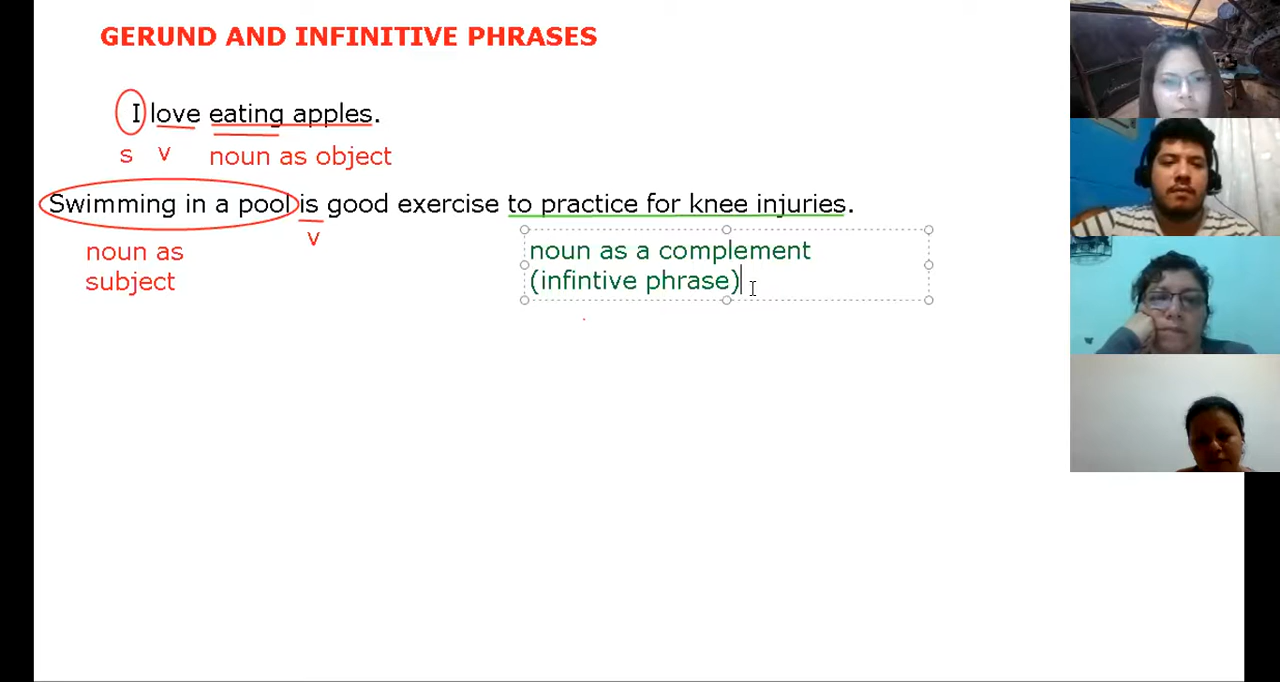 GERUND AND INFINITIVE PHRASES
I love eating apples.
s v noun as object
Swimming in a pool is good exercise to practice for knee injuries.
v
noun as
subject
noun as a complement
(infintive phrase)